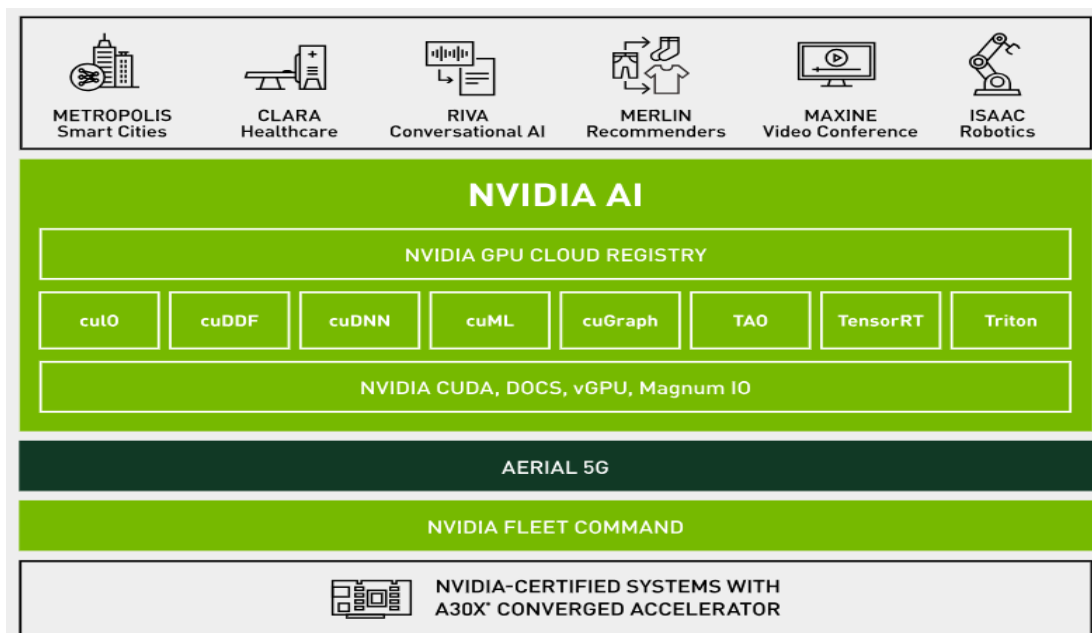 METROPOLIS
Smart Cities
CLARA
Healthcare
RIVA
Conversational AI
MERLIN
Recommenders
MAXINE
Video Conference
ISAAC
Robotics
NVIDIA AI
NVIDIA GPU CLOUD REGISTRY
culO
cuDDF
cuDNN
cuML
cuGraph
TAO
TensorRT
Triton
NVIDIA CUDA, DOCS, vGPU, Magnum IO
AERIAL 5G
NVIDIA FLEET COMMAND
NVIDIA-CERTIFIED SYSTEMS WITH
A30X* CONVERGED ACCELERATOR